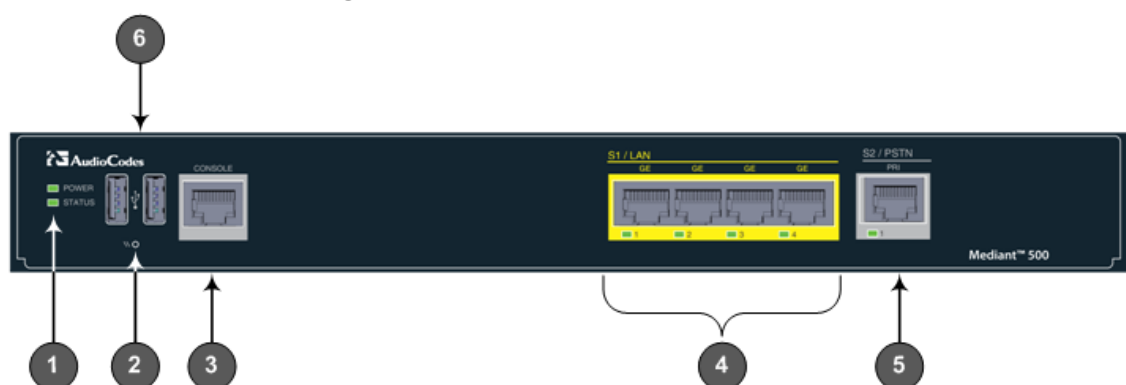 6
AudioCodes
POWER
STATUS
CONSOLE
S1 / LAN
GE GE GE GE
1 2 3 4
S2 / PSTN
PRI
1
Mediant™ 500
1 2 3 4 5